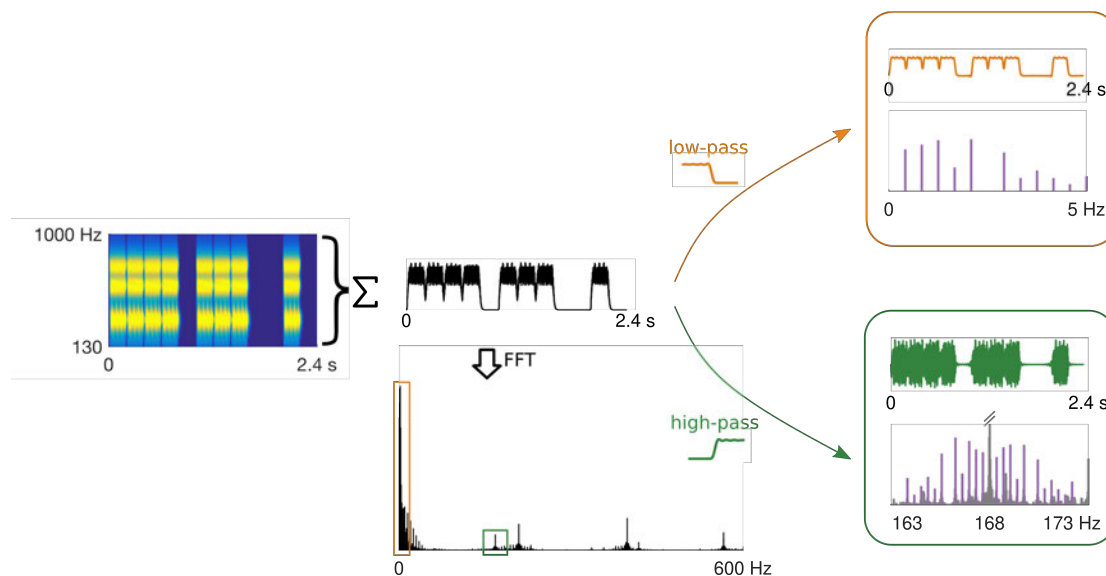 1000 Hz
130
0
2.4 s
Σ
0
2.4 s
FFT
0
600 Hz
low-pass
high-pass
0
2.4 s
0
5 Hz
0
2.4 s
163
168
173 Hz